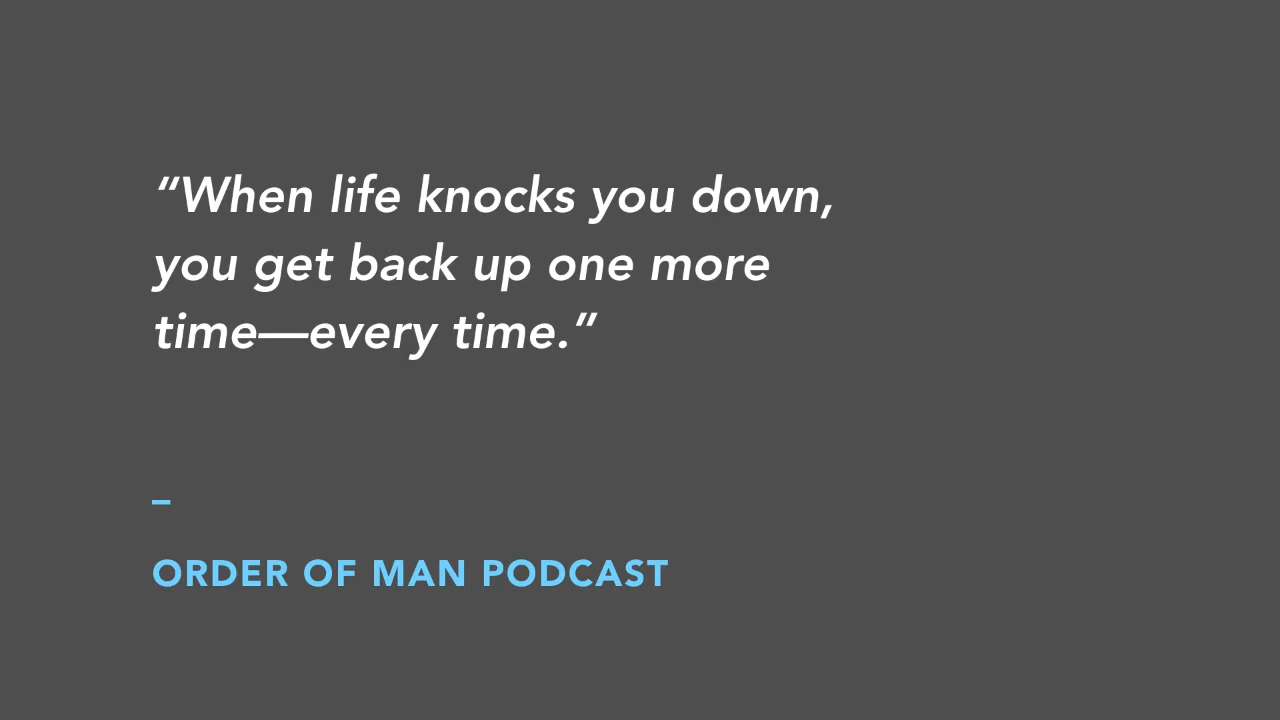 “When life knocks you down,
you get back up one more
time—every time.”
–
ORDER OF MAN PODCAST